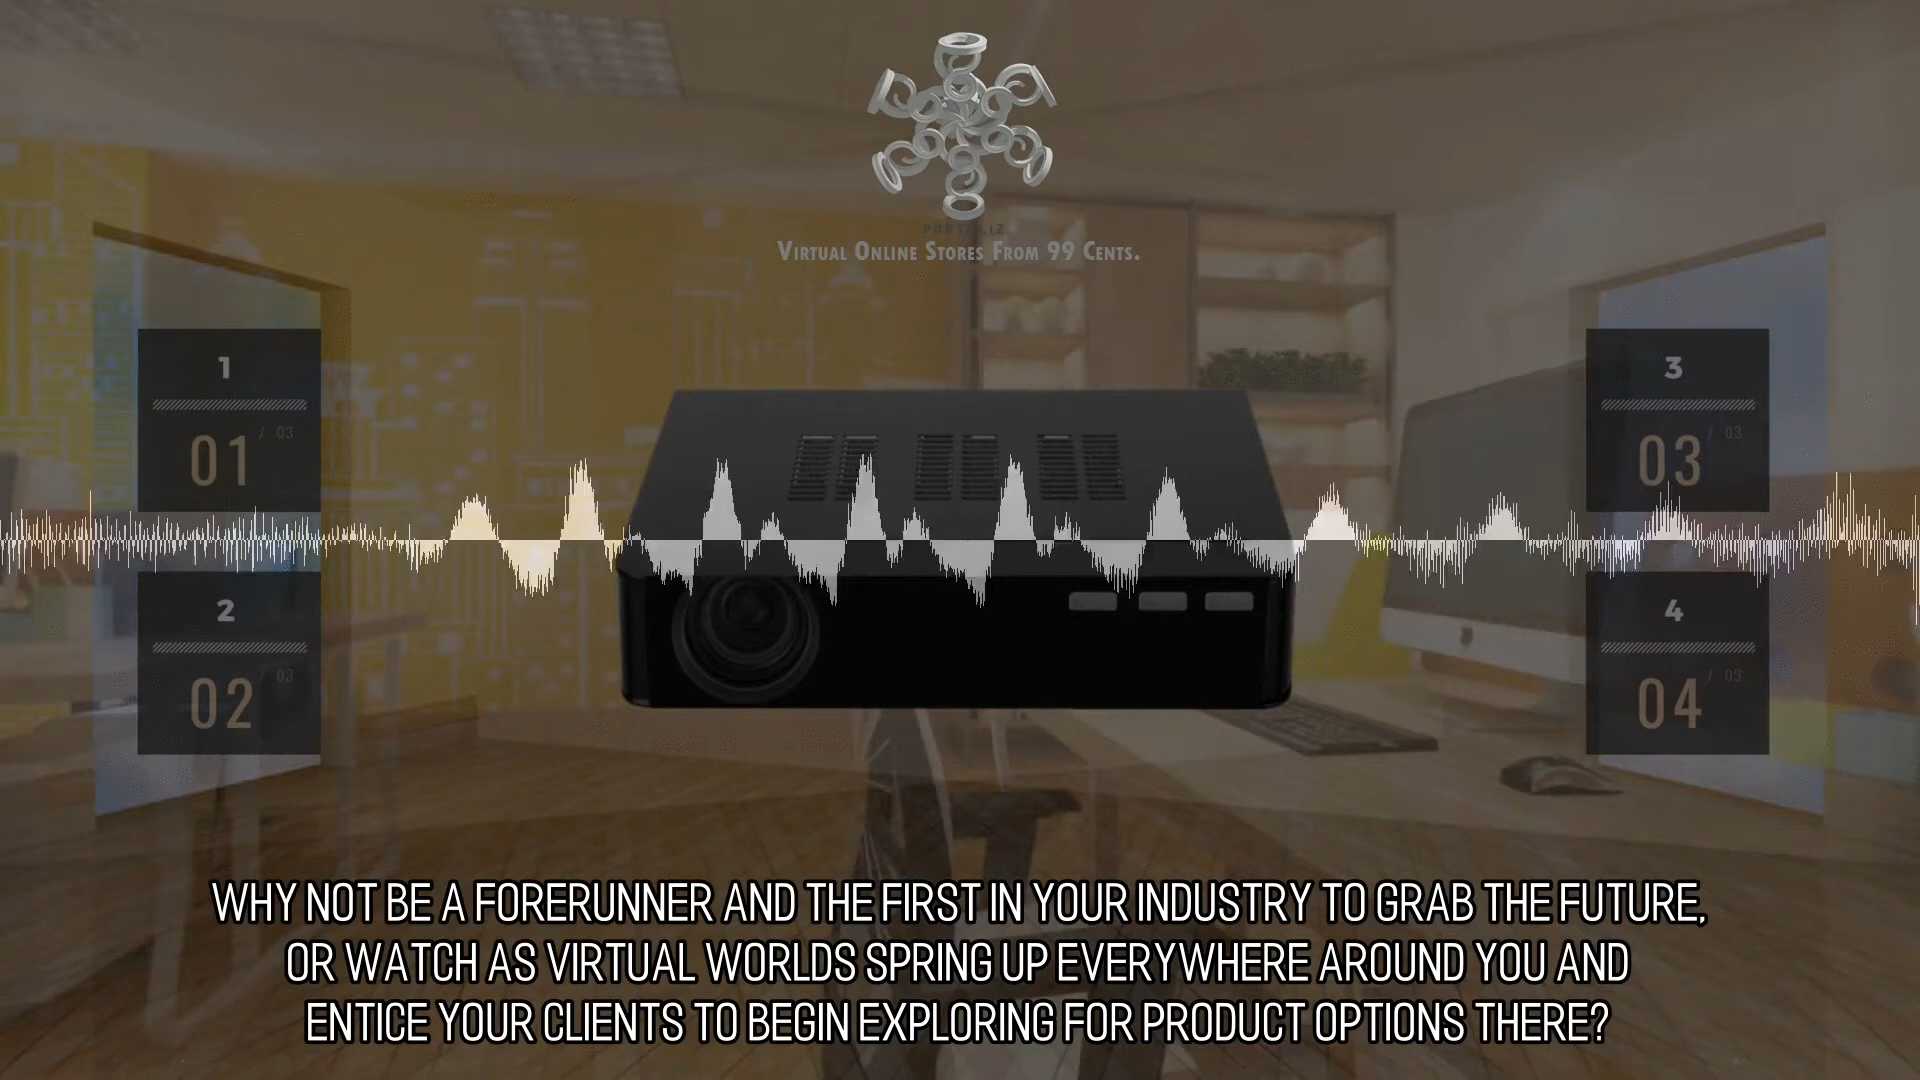 PORTALIZ
Virtual Online Stores From 99 Cents.
1
01 / 03
2
02 / 03
3
03 / 03
4
04 / 03
WHY NOT BE A FORERUNNER AND THE FIRST IN YOUR INDUSTRY TO GRAB THE FUTURE,
OR WATCH AS VIRTUAL WORLDS SPRING UP EVERYWHERE AROUND YOU AND
ENTICE YOUR CLIENTS TO BEGIN EXPLORING FOR PRODUCT OPTIONS THERE?